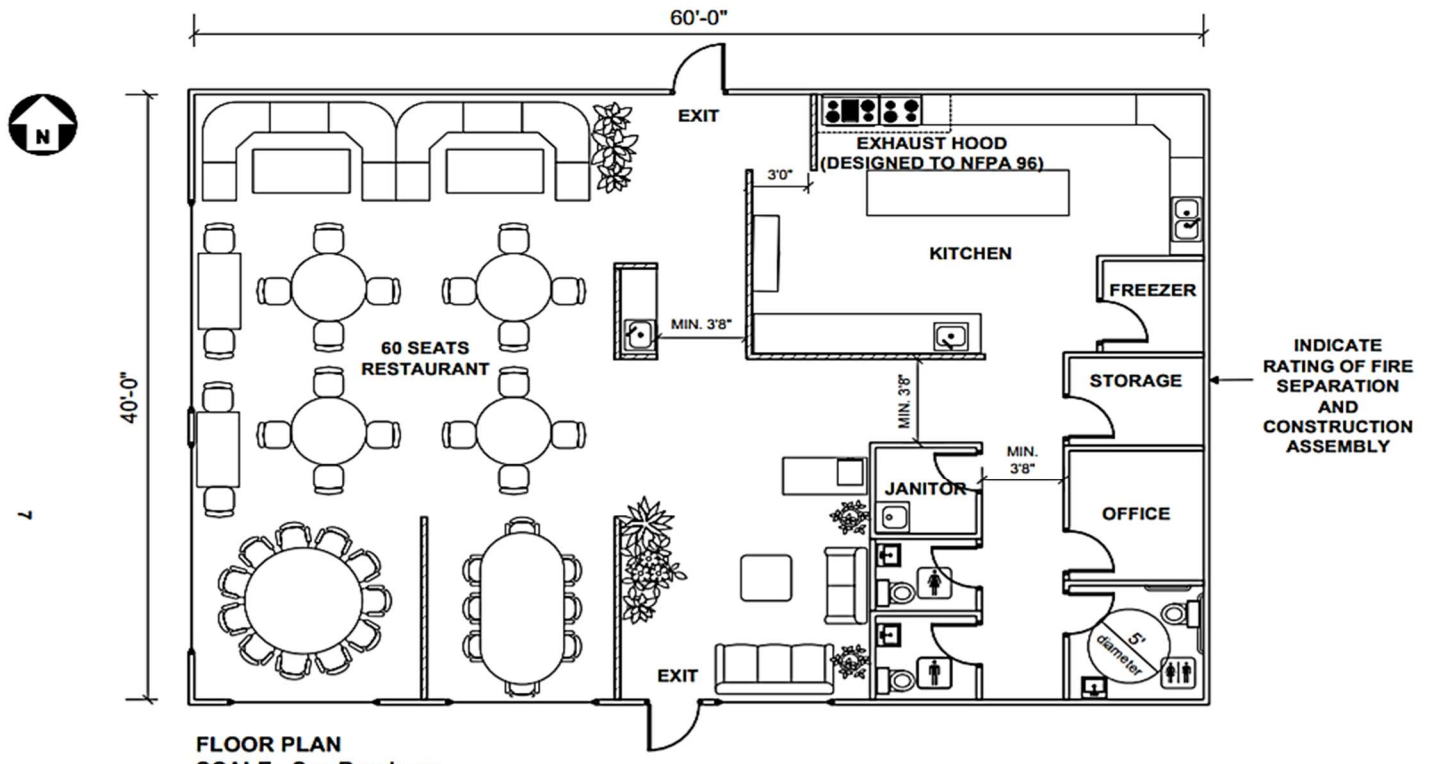 60'-0"
N
EXIT
EXHAUST HOOD
(DESIGNED TO NFPA 96)
3'0"
KITCHEN
FREEZER
MIN. 3'8"
60 SEATS
RESTAURANT
INDICATE
RATING OF FIRE
SEPARATION
AND
CONSTRUCTION
ASSEMBLY
STORAGE
40'-0"
MIN. 3'8"
MIN.
3'8"
JANITOR
OFFICE
7
5'
diameter
EXIT
FLOOR PLAN